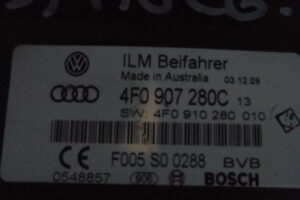 ILM Beifahrer
Made in Australia 03.12.09
4F0 907 280C 13
SW: 4F0 910 280 010
F005 S0 0288 BVB
0548857 BOSCH